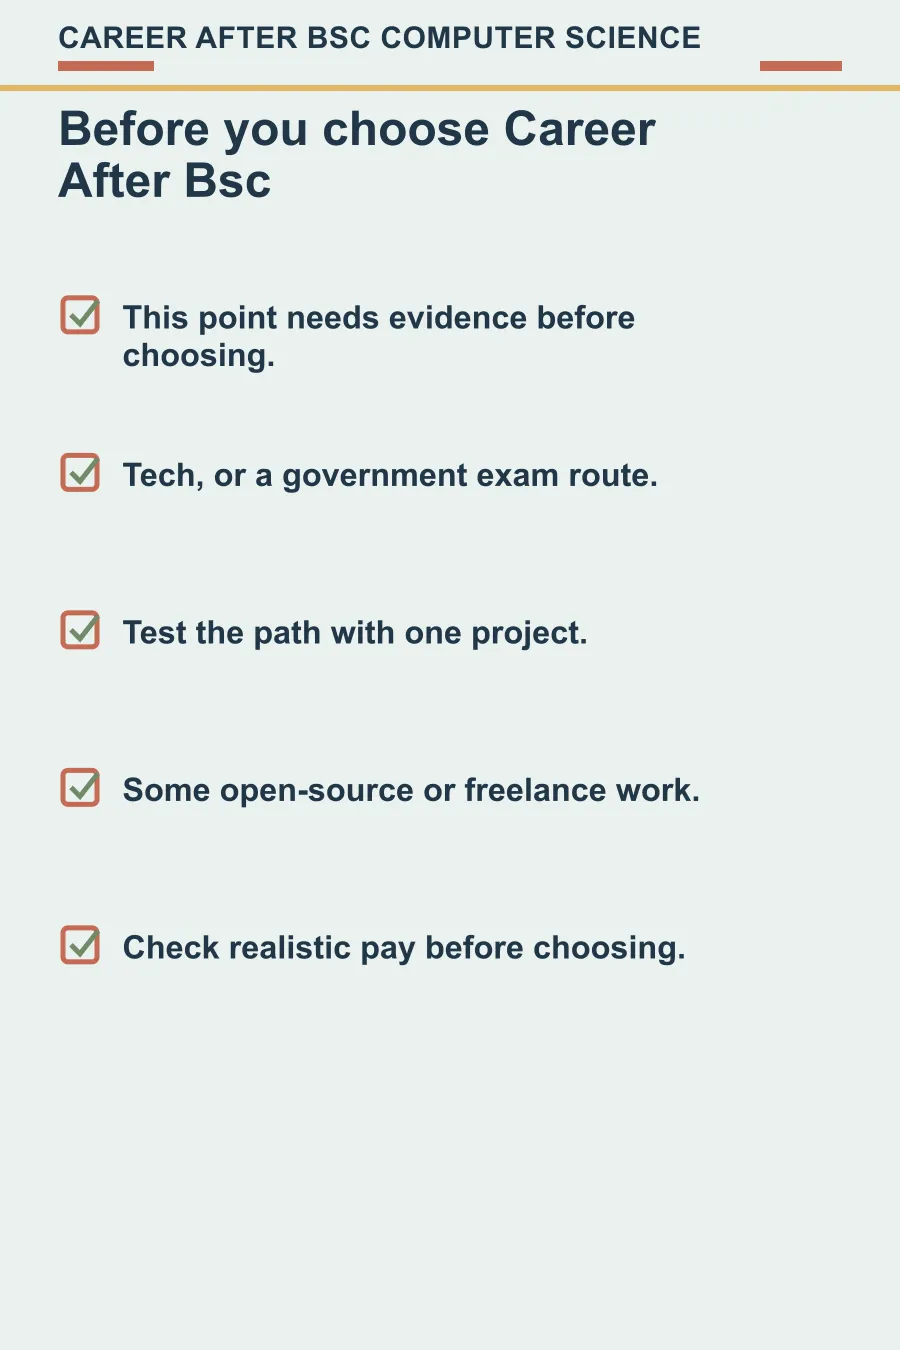 CAREER AFTER BSC COMPUTER SCIENCE
Before you choose Career
After Bsc
This point needs evidence before
choosing.
Tech, or a government exam route.
Test the path with one project.
Some open-source or freelance work.
Check realistic pay before choosing.